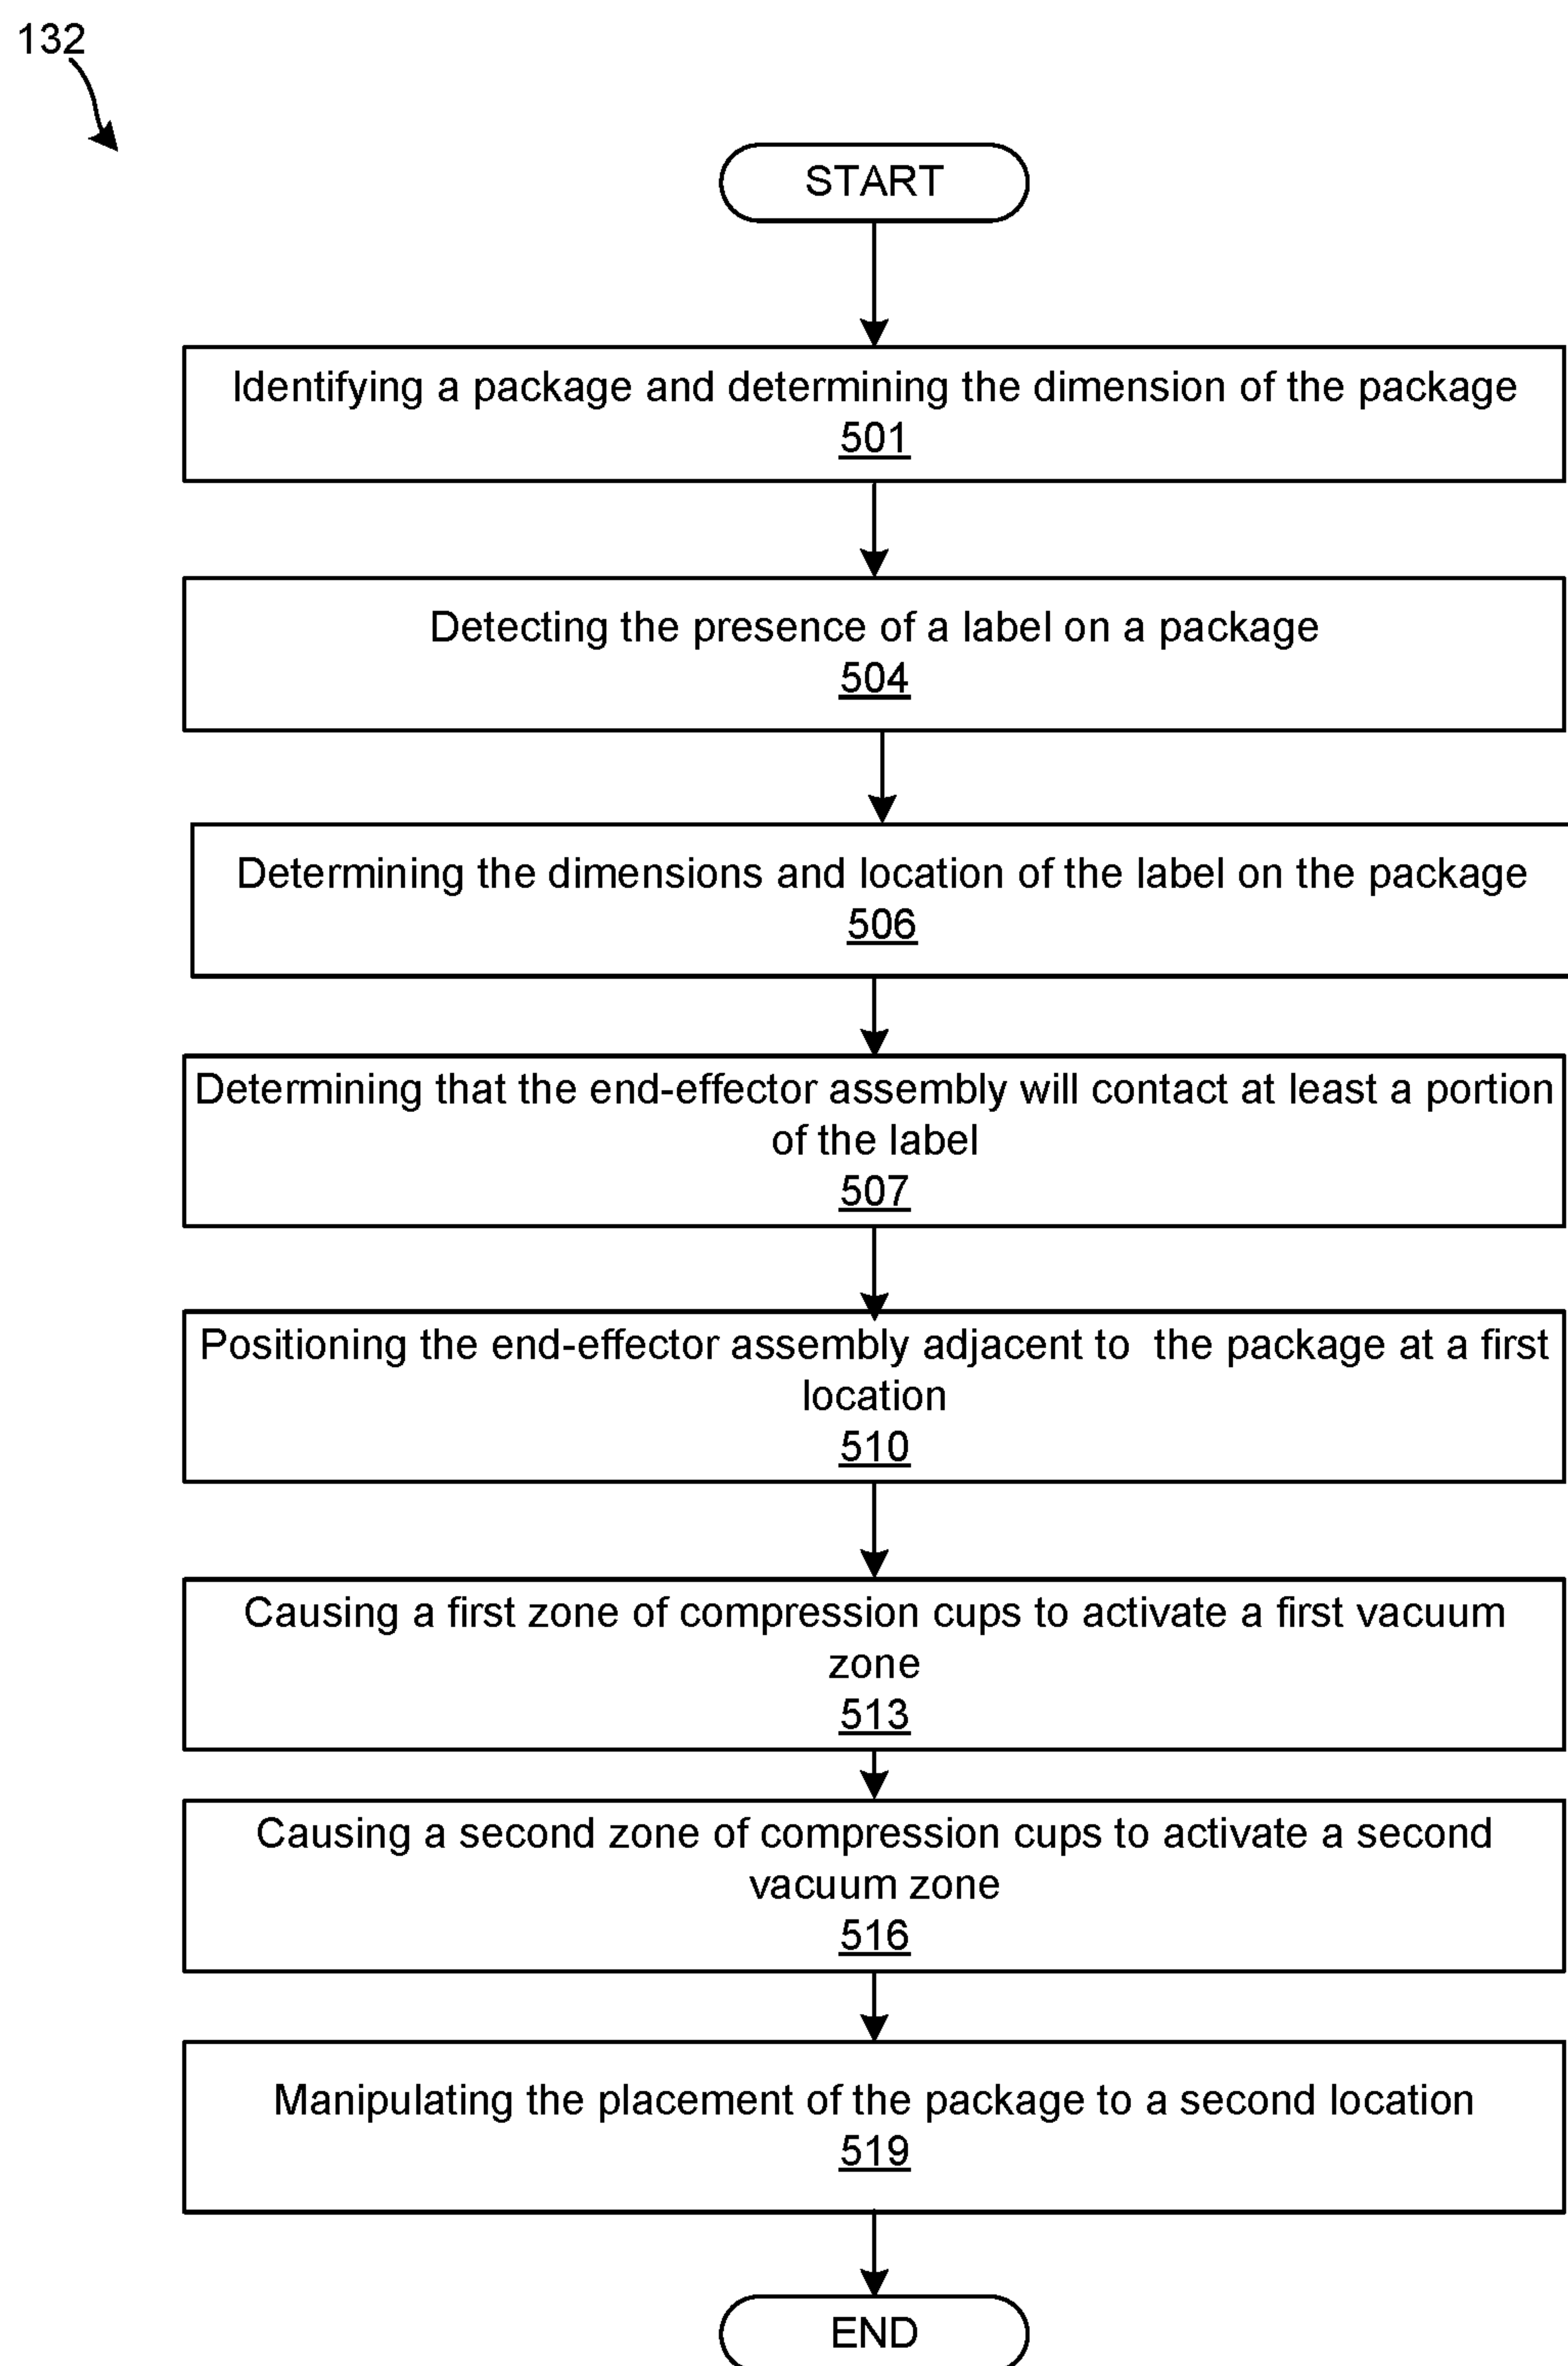 132
START
Identifying a package and determining the dimension of the package
501
Detecting the presence of a label on a package
504
Determining the dimensions and location of the label on the package
506
Determining that the end-effector assembly will contact at least a portion
of the label
507
Positioning the end-effector assembly adjacent to  the package at a first
location
510
Causing a first zone of compression cups to activate a first vacuum
zone
513
Causing a second zone of compression cups to activate a second
vacuum zone
516
Manipulating the placement of the package to a second location
519
END